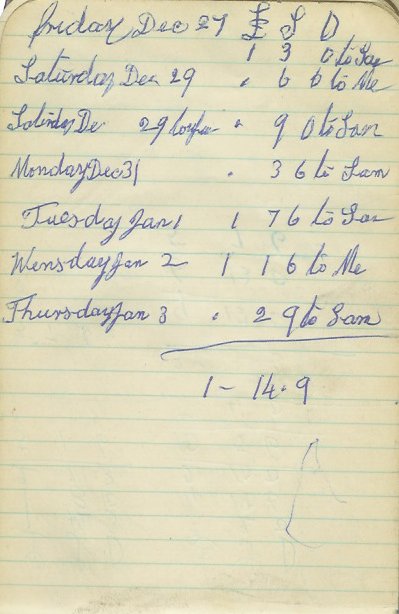 Friday Dec 27 £ S D
1 3 0 to Sam
Saturday Dec 29 " 6 0 to Me
Saturday De 29 " 9 0 to Sam
Monday Dec 31 " 3 6 to Sam
Tuesday Jan 1 1 7 6 to Sam
Wensday Jan 2 1 1 6 to Me
Thursday Jan 3 " 2 9 to Sam
1 – 14 . 9